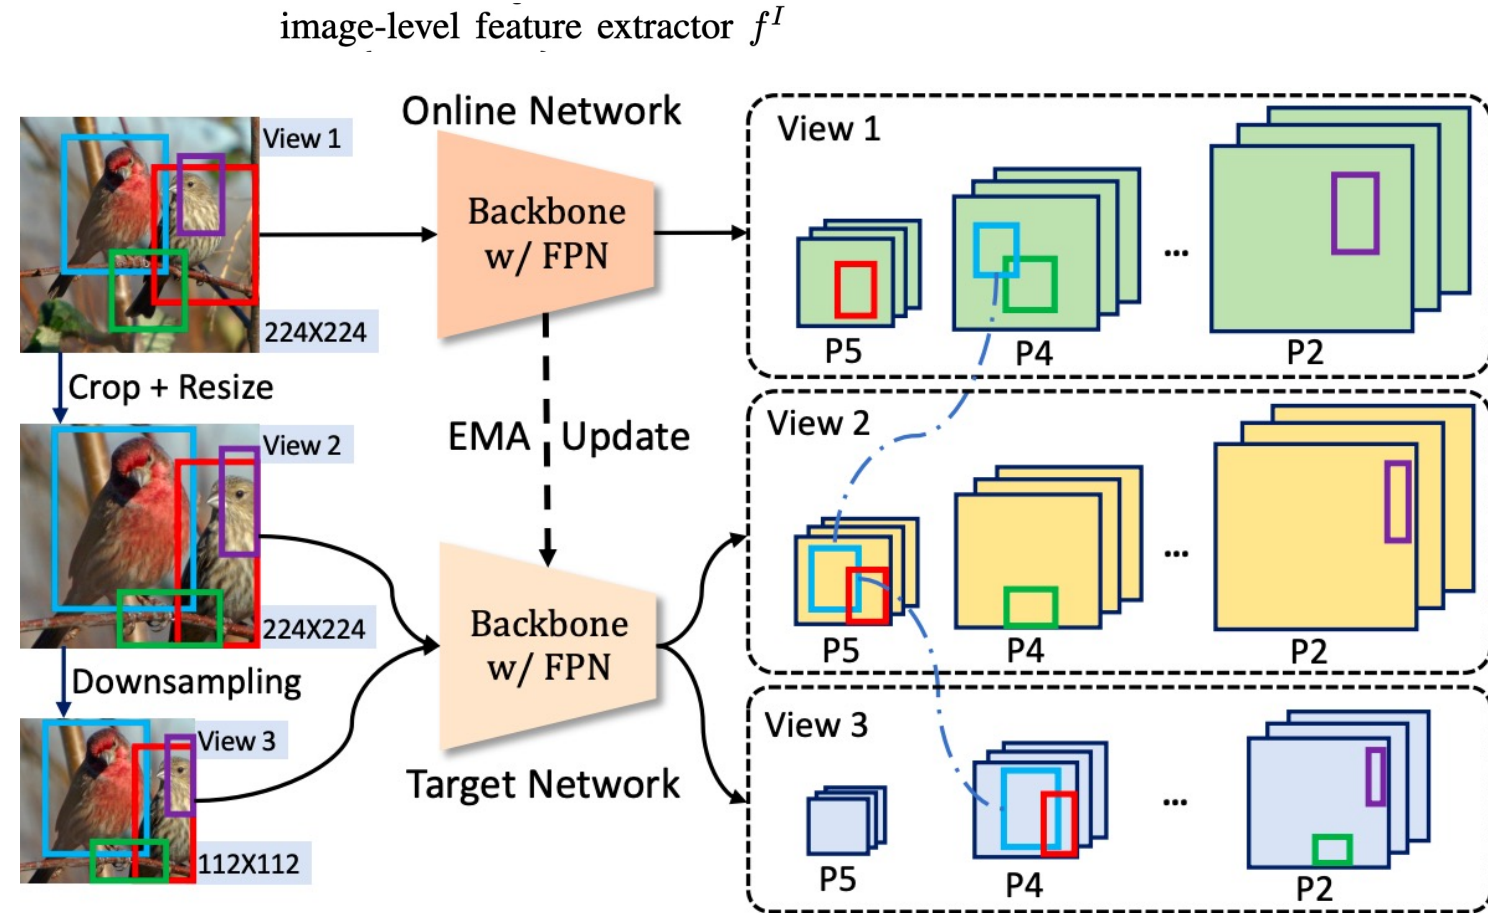 image-level feature extractor f^I
Online Network
View 1
View 1
Backbone
w/ FPN
...
224X224
P5
P4
P2
Crop + Resize
View 2
EMA Update
View 2
Backbone
w/ FPN
...
224X224
P5
P4
P2
Downsampling
View 3
View 3
Target Network
...
112X112
P5
P4
P2